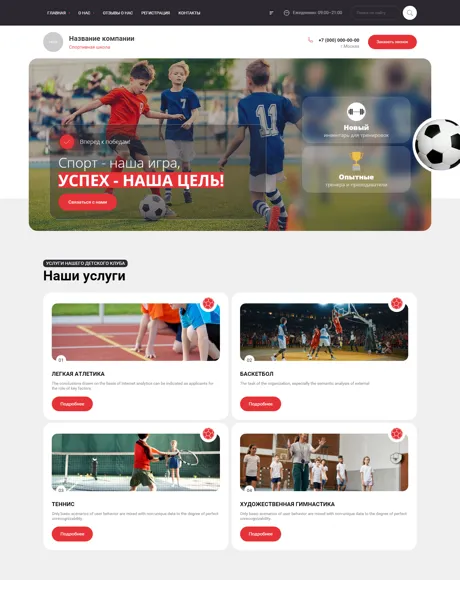 ГЛАВНАЯ О НАС ОТЗЫВЫ О НАС РЕГИСТРАЦИЯ КОНТАКТЫ
Ежедневно: 09:00–21:00
Поиск по сайту
Название компании
Спортивная школа
+7 (000) 000-00-00
г. Москва
Заказать звонок
Вперед к победам!
Спорт - наша игра,
УСПЕХ - НАША ЦЕЛЬ!
Связаться с нами
Новый
инвентарь для тренировок
Опытные
тренера и преподаватели
УСЛУГИ НАШЕГО ДЕТСКОГО КЛУБА
Наши услуги
01
ЛЕГКАЯ АТЛЕТИКА
The conclusions drawn on the basis of Internet analytics can be indicated as applicants for
the role of key factors.
Подробнее
02
БАСКЕТБОЛ
The task of the organization, especially the semantic analysis of external
Подробнее
03
ТЕННИС
Only basic scenarios of user behavior are mixed with non-unique data to the degree of perfect
unrecognizability.
Подробнее
04
ХУДОЖЕСТВЕННАЯ ГИМНАСТИКА
Only basic scenarios of user behavior are mixed with non-unique data to the degree of perfect
unrecognizability.
Подробнее